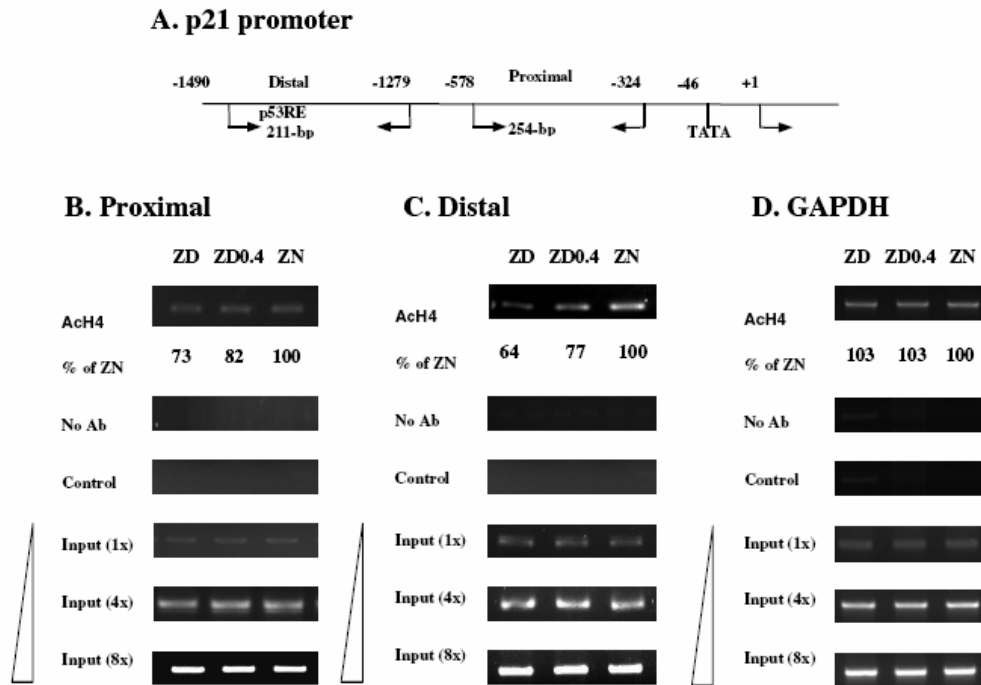 A. p21 promoter
-1490 Distal -1279 -578 Proximal -324 -46 +1
p53RE
211-bp 254-bp TATA
B. Proximal
ZD ZD0.4 ZN
AcH4
% of ZN 73 82 100
No Ab
Control
Input (1x)
Input (4x)
Input (8x)
C. Distal
ZD ZD0.4 ZN
AcH4
% of ZN 64 77 100
No Ab
Control
Input (1x)
Input (4x)
Input (8x)
D. GAPDH
ZD ZD0.4 ZN
AcH4
% of ZN 103 103 100
No Ab
Control
Input (1x)
Input (4x)
Input (8x)